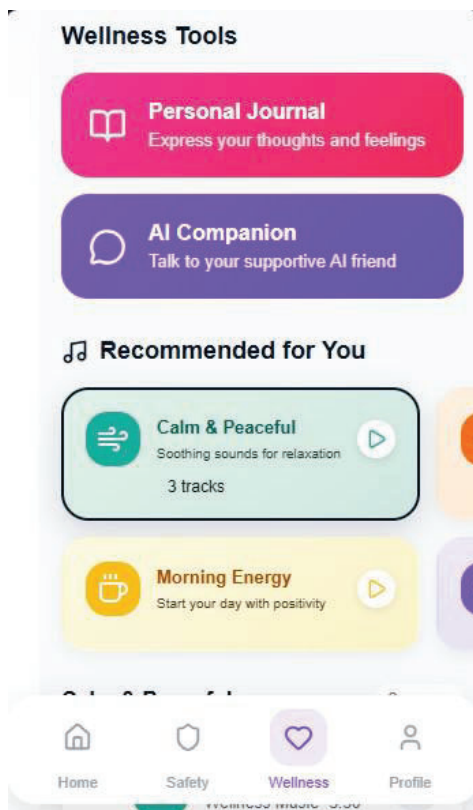 Wellness Tools
Personal Journal
Express your thoughts and feelings
AI Companion
Talk to your supportive AI friend
Recommended for You
Calm & Peaceful
Soothing sounds for relaxation
3 tracks
Morning Energy
Start your day with positivity
Home
Safety
Wellness
Profile